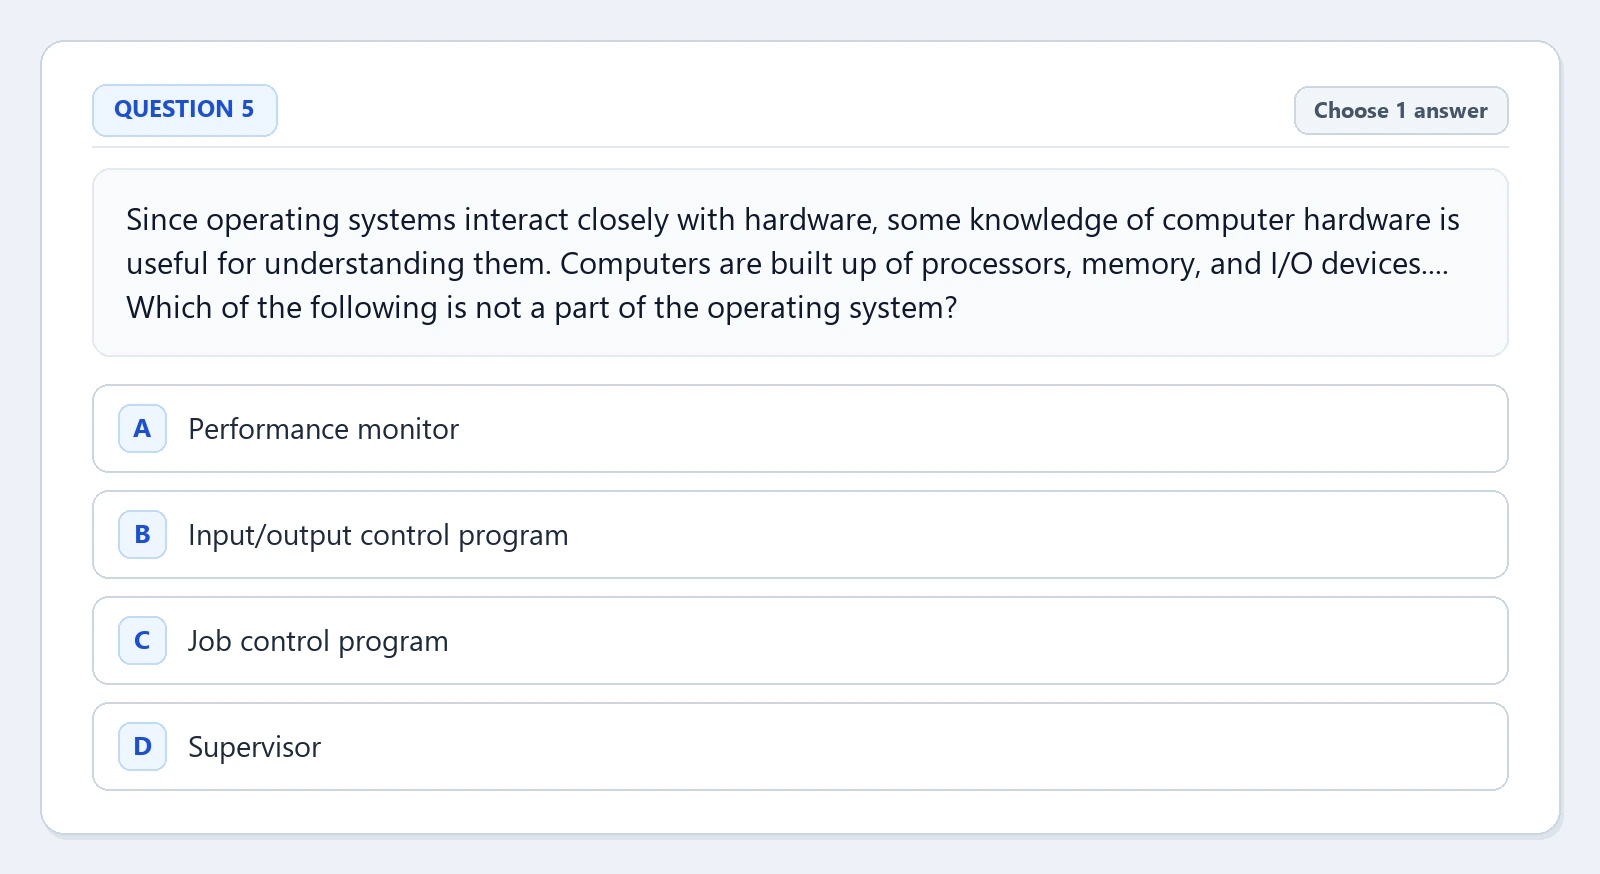 QUESTION 5
Choose 1 answer
Since operating systems interact closely with hardware, some knowledge of computer hardware is
useful for understanding them. Computers are built up of processors, memory, and I/O devices....
Which of the following is not a part of the operating system?
A Performance monitor
B Input/output control program
C Job control program
D Supervisor